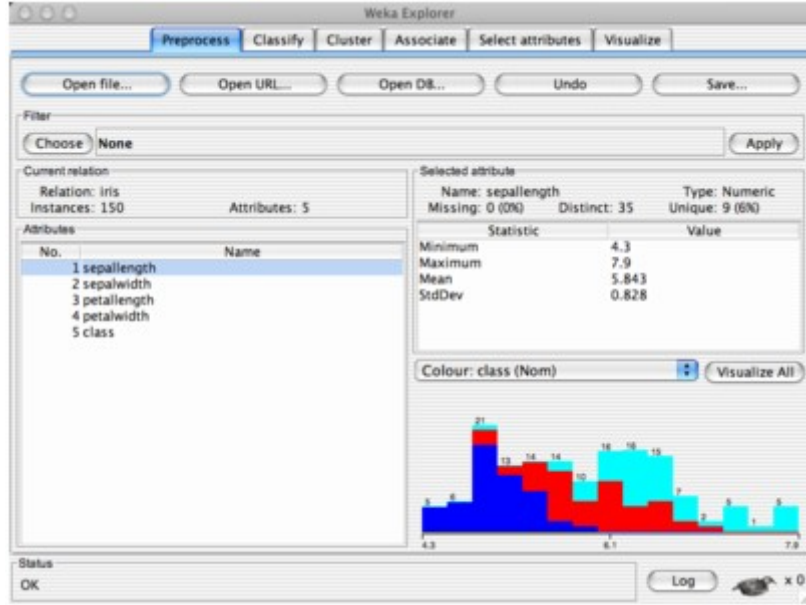 Weka Explorer
Preprocess Classify Cluster Associate Select attributes Visualize
Open file... Open URL... Open DB... Undo Save...
Filter
Choose None Apply
Current relation
Relation: iris
Instances: 150 Attributes: 5
Selected attribute
Name: sepallength Type: Numeric
Missing: 0 (0%) Distinct: 35 Unique: 9 (6%)
Attributes
No. Name
1 sepallength
2 sepalwidth
3 petallength
4 petalwidth
5 class
Statistic Value
Minimum 4.3
Maximum 7.9
Mean 5.843
StdDev 0.828
Colour: class (Nom) Visualize All
5 6 21 13 14 14 10 16 16 15 7 2 5 1 5
4.3 6.1 7.9
Status
OK
Log x 0